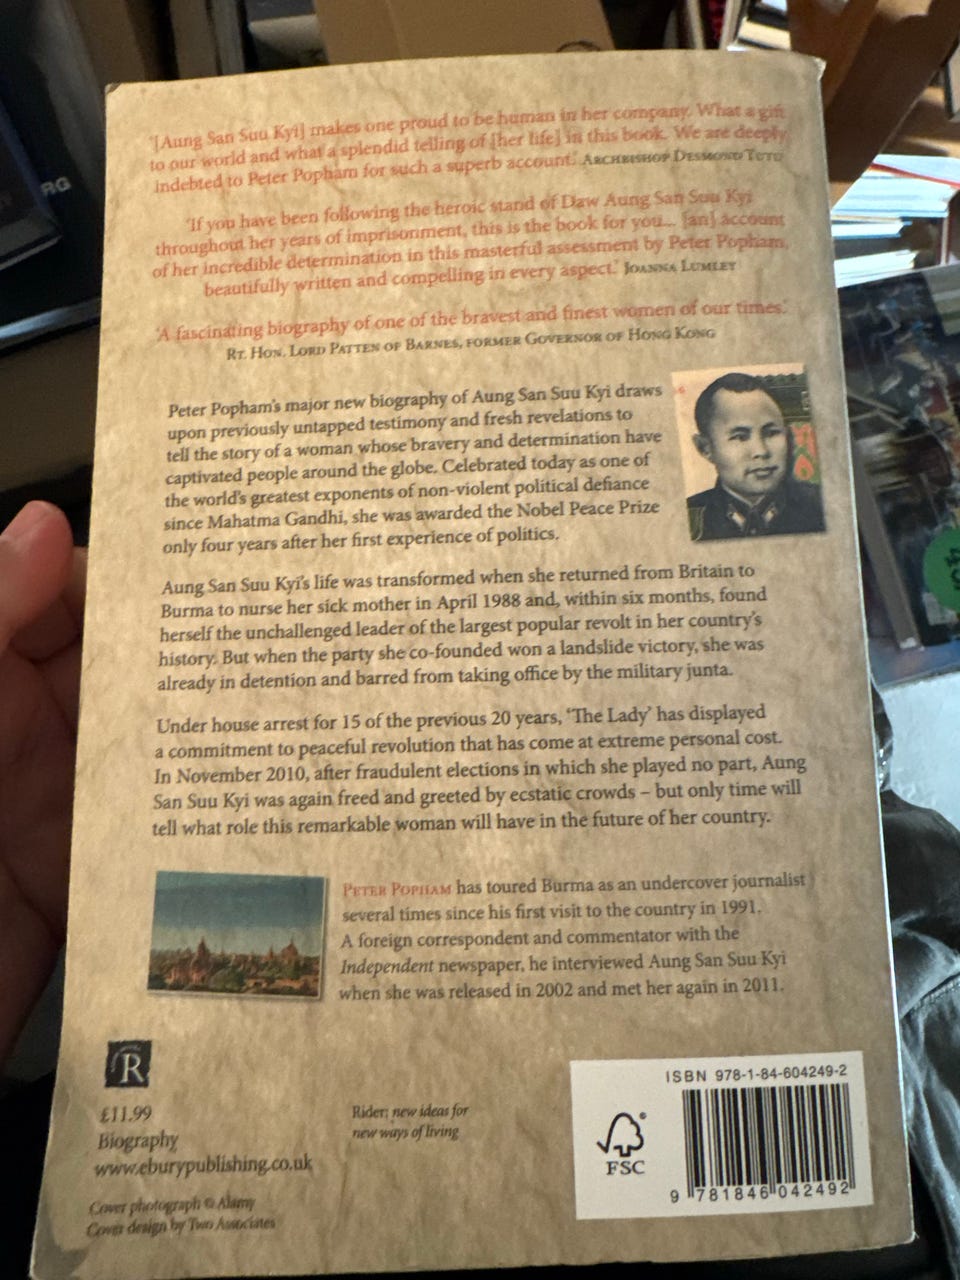 '[Aung San Suu Kyi] makes one proud to be human in her company. What a gift
to our world and what a splendid telling of [her life] in this book. We are deeply
indebted to Peter Popham for such a superb account.' ARCHBISHOP DESMOND TUTU
'If you have been following the heroic stand of Daw Aung San Suu Kyi
throughout her years of imprisonment, this is the book for you... [an] account
of her incredible determination in this masterful assessment by Peter Popham,
beautifully written and compelling in every aspect.' JOANNA LUMLEY
'A fascinating biography of one of the bravest and finest women of our times.'
RT. HON. LORD PATTEN OF BARNES, FORMER GOVERNOR OF HONG KONG
Peter Popham's major new biography of Aung San Suu Kyi draws
upon previously untapped testimony and fresh revelations to
tell the story of a woman whose bravery and determination have
captivated people around the globe. Celebrated today as one of
the world's greatest exponents of non-violent political defiance
since Mahatma Gandhi, she was awarded the Nobel Peace Prize
only four years after her first experience of politics.
Aung San Suu Kyi's life was transformed when she returned from Britain to
Burma to nurse her sick mother in April 1988 and, within six months, found
herself the unchallenged leader of the largest popular revolt in her country's
history. But when the party she co-founded won a landslide victory, she was
already in detention and barred from taking office by the military junta.
Under house arrest for 15 of the previous 20 years, 'The Lady' has displayed
a commitment to peaceful revolution that has come at extreme personal cost.
In November 2010, after fraudulent elections in which she played no part, Aung
San Suu Kyi was again freed and greeted by ecstatic crowds – but only time will
tell what role this remarkable woman will have in the future of her country.
PETER POPHAM has toured Burma as an undercover journalist
several times since his first visit to the country in 1991.
A foreign correspondent and commentator with the
Independent newspaper, he interviewed Aung San Suu Kyi
when she was released in 2002 and met her again in 2011.
R
£11.99
Biography
www.eburypublishing.co.uk
Cover photograph © Alamy
Cover design by Two Associates
Rider: new ideas for
new ways of living
ISBN 978-1-84-604249-2
FSC
9 781846 042492
RG